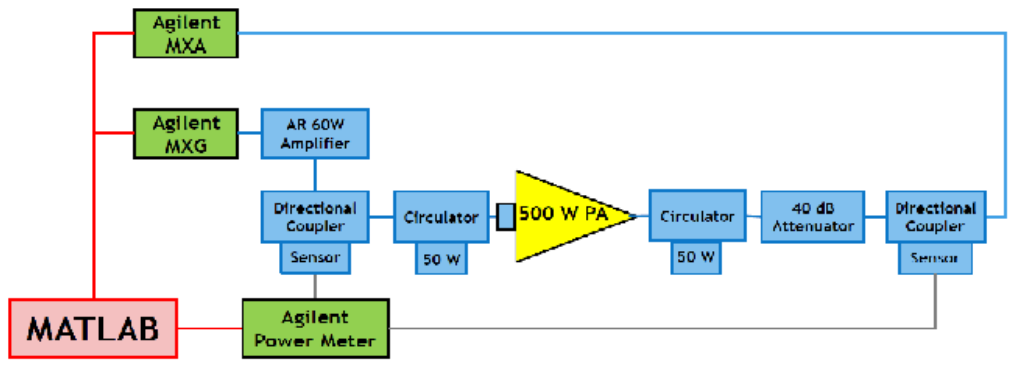 Agilent
MXA
Agilent
MXG
AR 60W
Amplifier
Directional
Coupler
Sensor
Circulator
50 W
500 W PA
Circulator
50 W
40 dB
Attenuator
Directional
Coupler
Sensor
MATLAB
Agilent
Power Meter